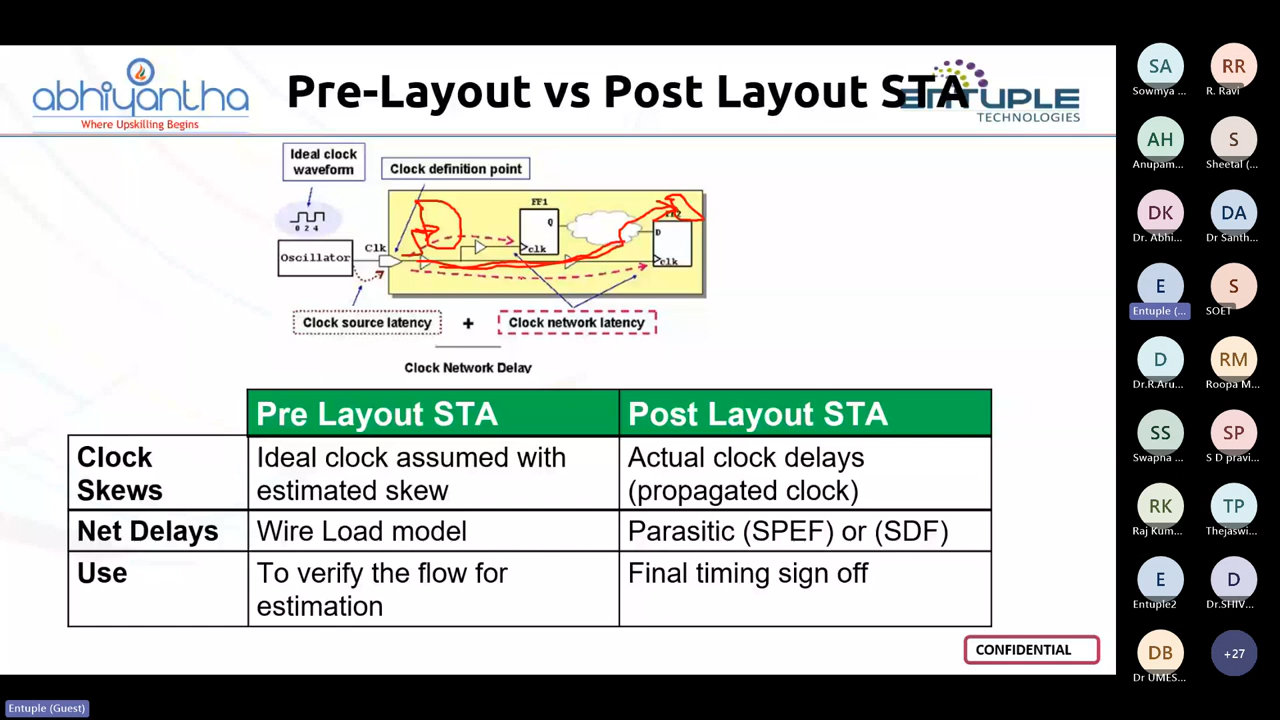 abhiyantha
Where Upskilling Begins
Pre-Layout vs Post Layout STA
ENTUPLE
TECHNOLOGIES
Ideal clock
waveform
Clock definition point
0 2 4
Oscillator
Clk
FF1
Q
clk
D
clk
Clock source latency
+
Clock network latency
Clock Network Delay
Pre Layout STA
Post Layout STA
Clock
Skews
Ideal clock assumed with
estimated skew
Actual clock delays
(propagated clock)
Net Delays
Wire Load model
Parasitic (SPEF) or (SDF)
Use
To verify the flow for
estimation
Final timing sign off
CONFIDENTIAL
Entuple (Guest)
SA
Sowmya ...
RR
R. Ravi
AH
Anupam...
S
Sheetal (...
DK
Dr. Abhi...
DA
Dr Santh...
E
Entuple (...
S
SOET
D
Dr.R.Aru...
RM
Roopa M...
SS
Swapna ...
SP
S D pravi...
RK
Raj Kum...
TP
Thejaswi...
E
Entuple2
D
Dr.SHIV...
DB
Dr UMES...
+27